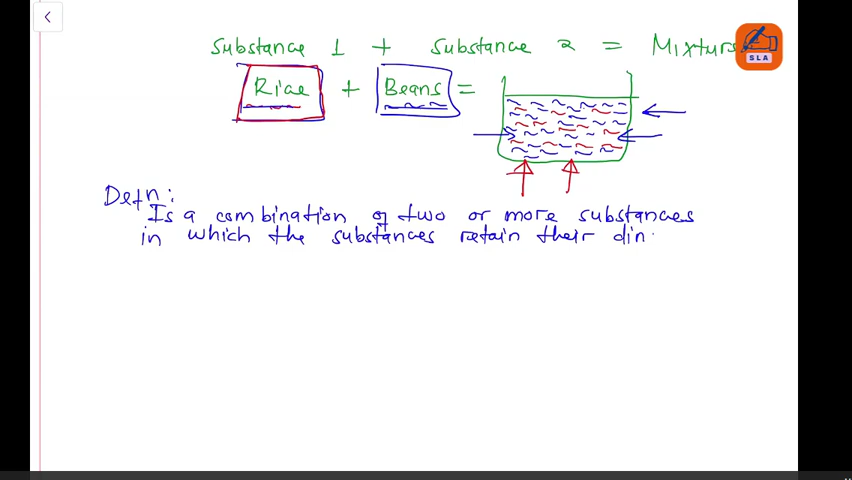 Substance 1 + Substance 2 = Mixture
SLA
Rice + Beans =
Defn:
Is a combination of two or more substances
in which the substances retain their din